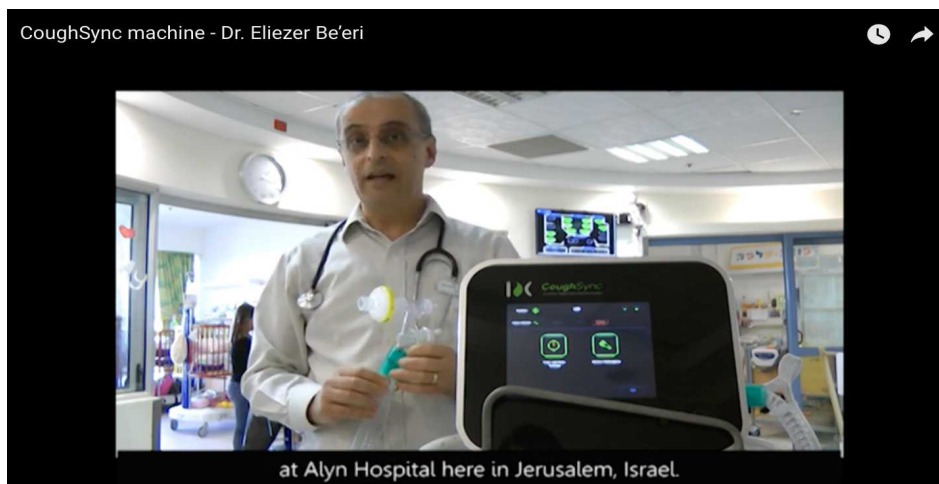 CoughSync machine - Dr. Eliezer Be'eri
CoughSync
at Alyn Hospital here in Jerusalem, Israel.